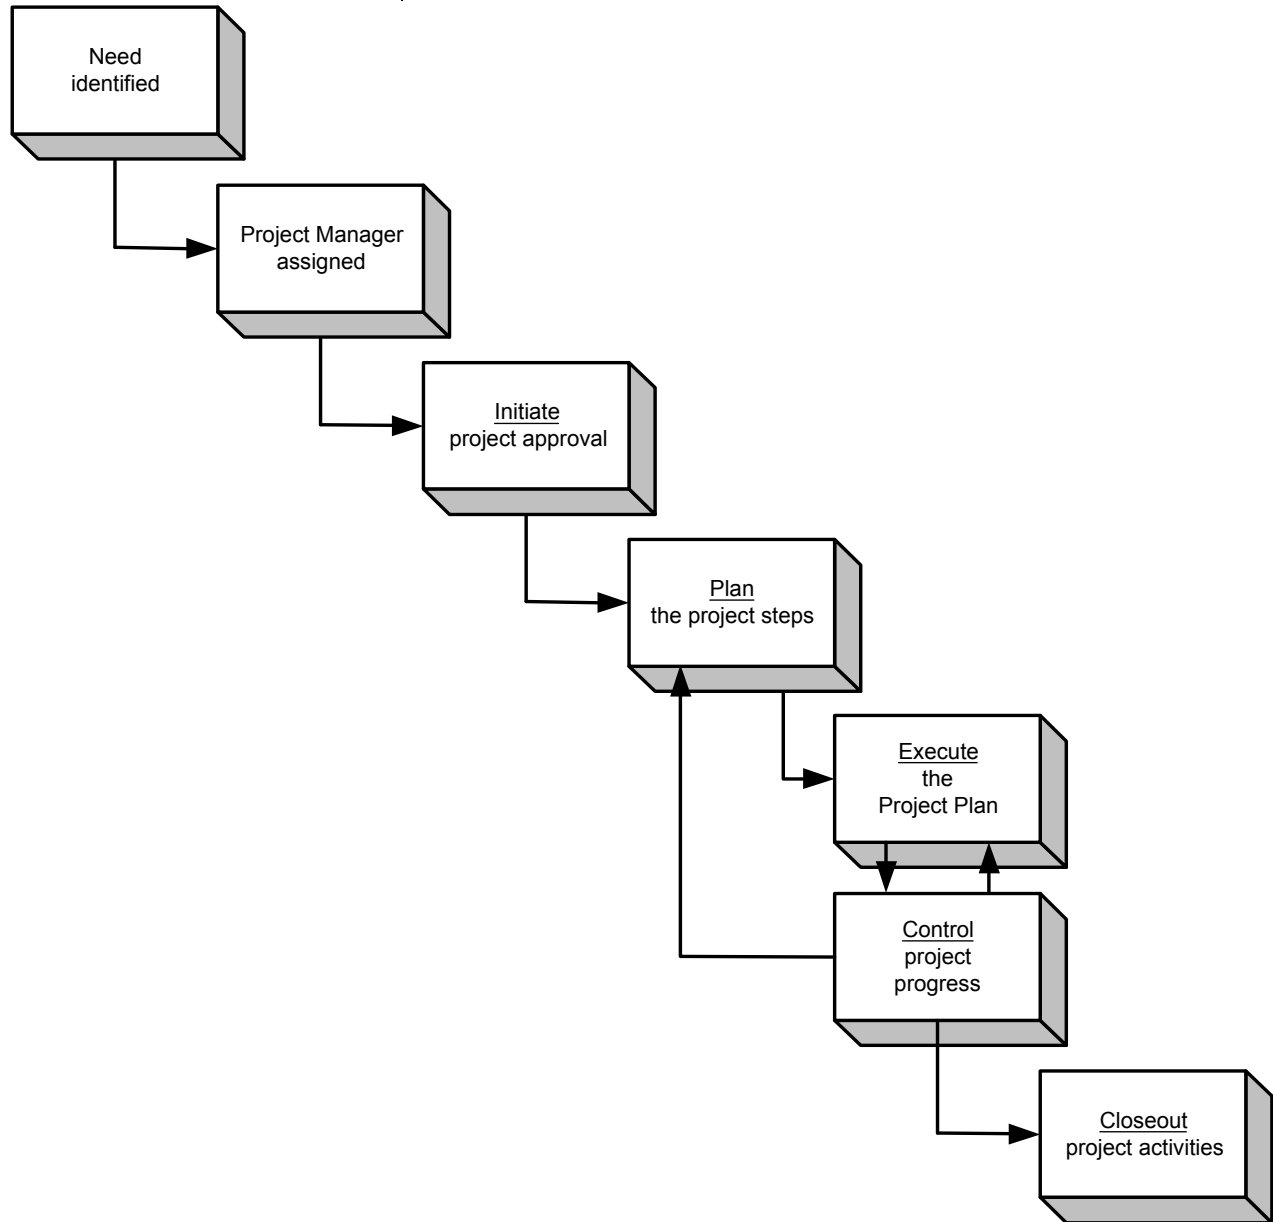 Need
identified
Project Manager
assigned
Initiate
project approval
Plan
the project steps
Execute
the
Project Plan
Control
project
progress
Closeout
project activities